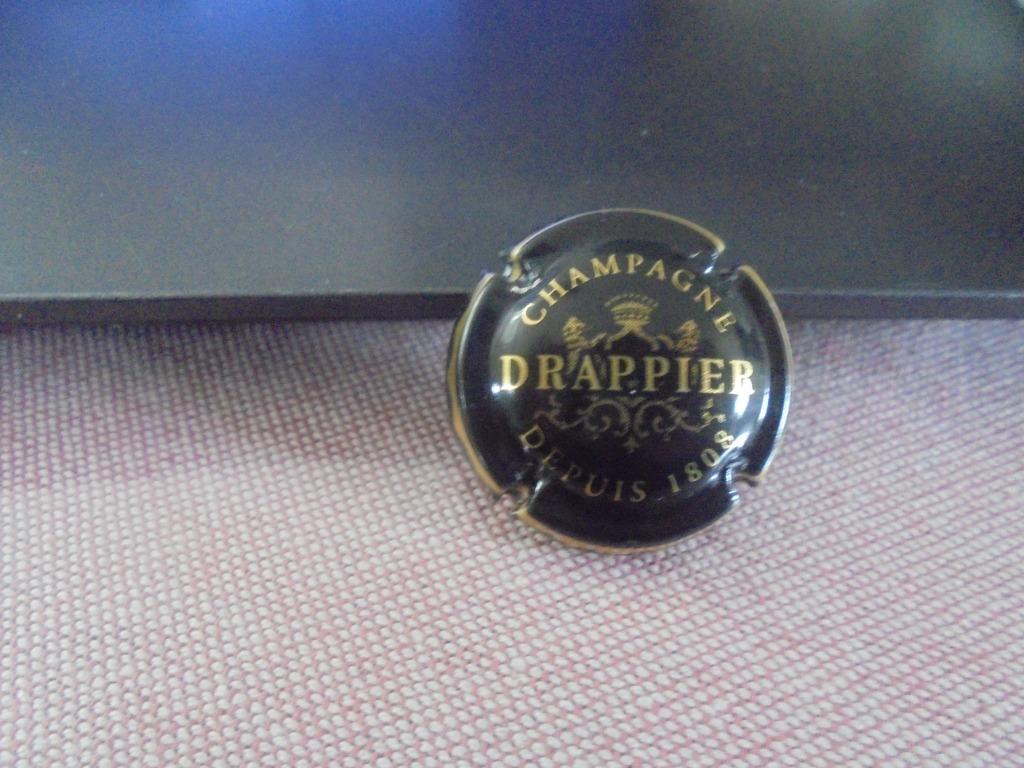 CHAMPAGNE
DRAPPIER
DEPUIS 1808